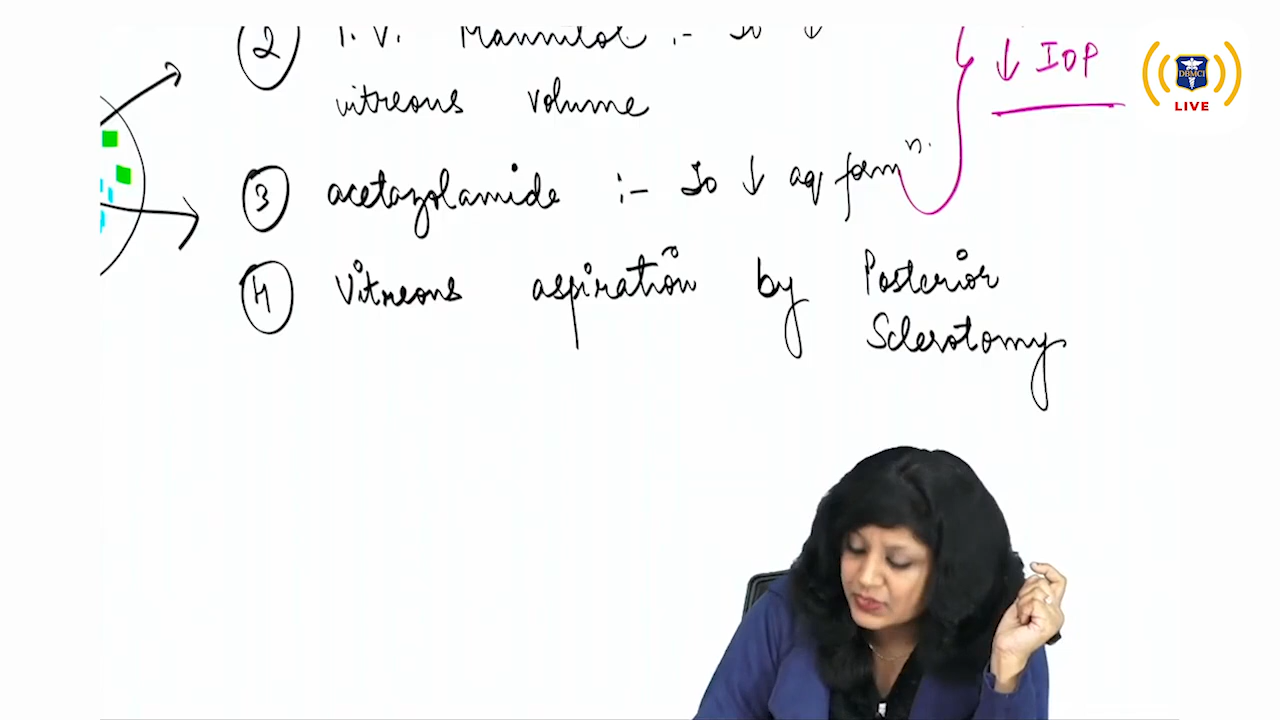 2 I.V. Mannitol :- To ↓
vitreous volume
↓ IOP
3 acetazolamide :- To ↓ aq formn.
4 Vitreous aspiration by Posterior
Sclerotomy
DBMCI
LIVE